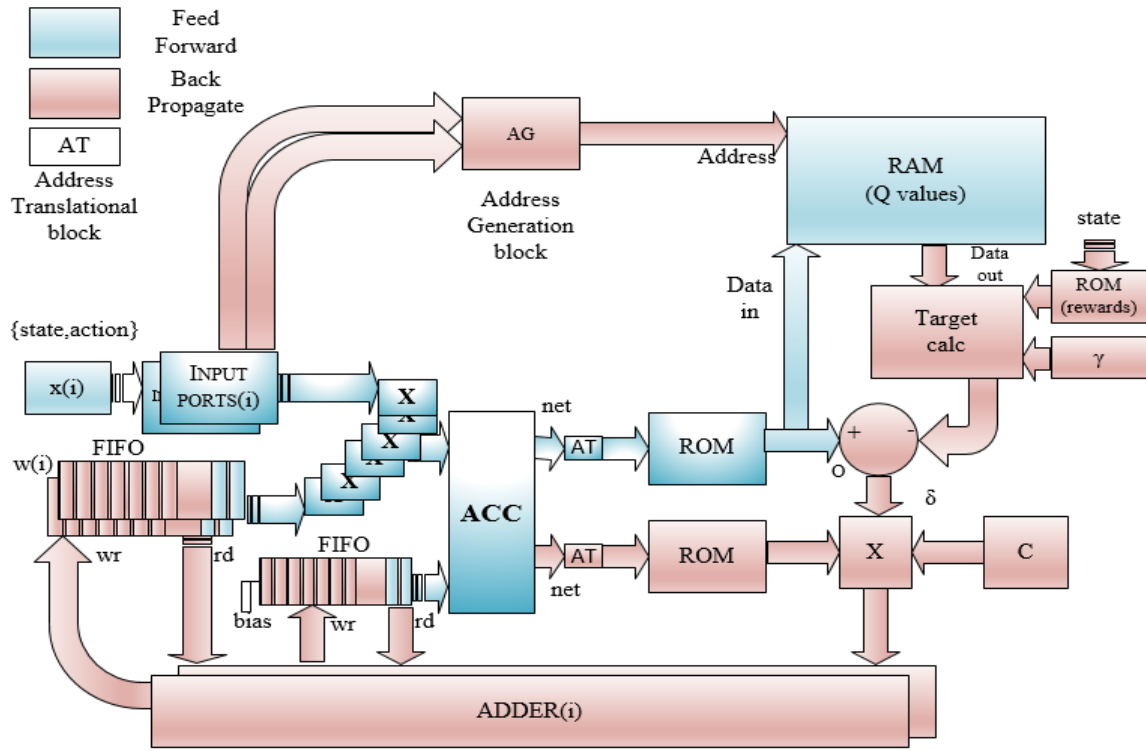 Feed
Forward
Back
Propagate
AT
Address
Translational
block
AG
Address
Generation
block
Address
RAM
(Q values)
state
Data
out
ROM
(rewards)
Target
calc
γ
Data
in
{state,action}
x(i)
INPUT
PORTS(i)
X
X
X
X
X
FIFO
w(i)
wr
rd
FIFO
bias
wr
rd
ACC
net
AT
ROM
+
-
O
δ
net
AT
ROM
X
C
ADDER(i)